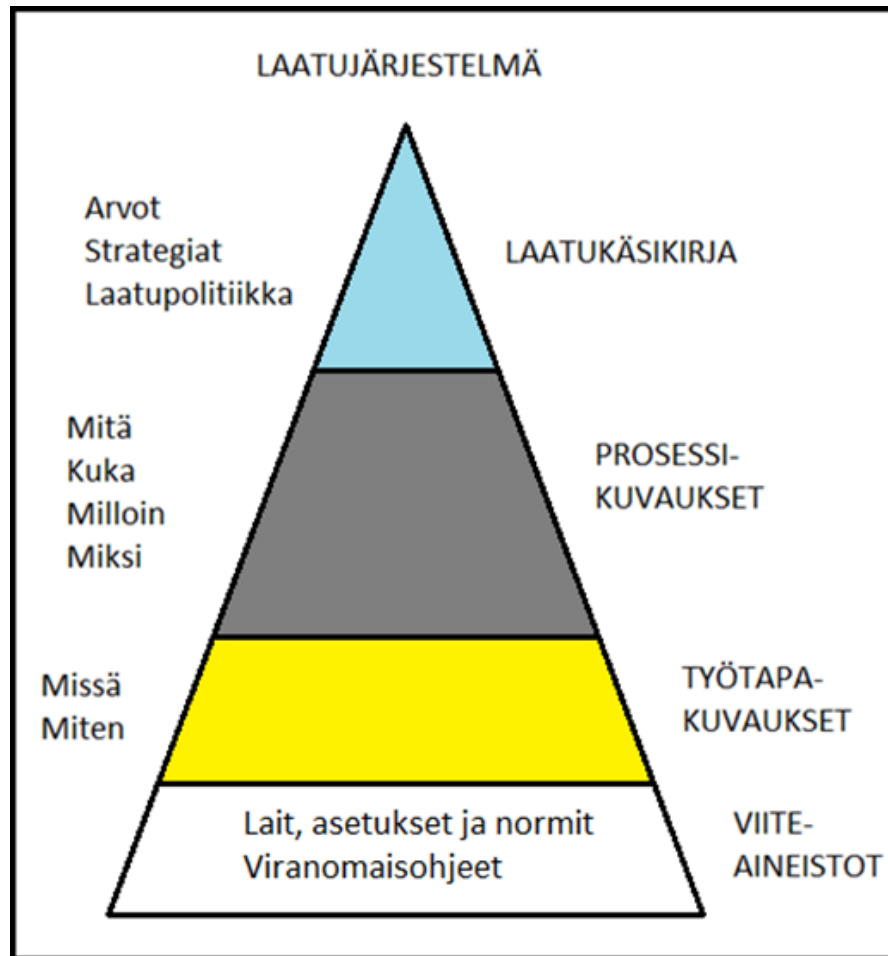 LAATUJÄRJESTELMÄ
Arvot
Strategiat
Laatupolitiikka
LAATUKÄSIKIRJA
Mitä
Kuka
Milloin
Miksi
PROSESSI-
KUVAUKSET
Missä
Miten
TYÖTAPA-
KUVAUKSET
Lait, asetukset ja normit
Viranomaisohjeet
VIITE-
AINEISTOT